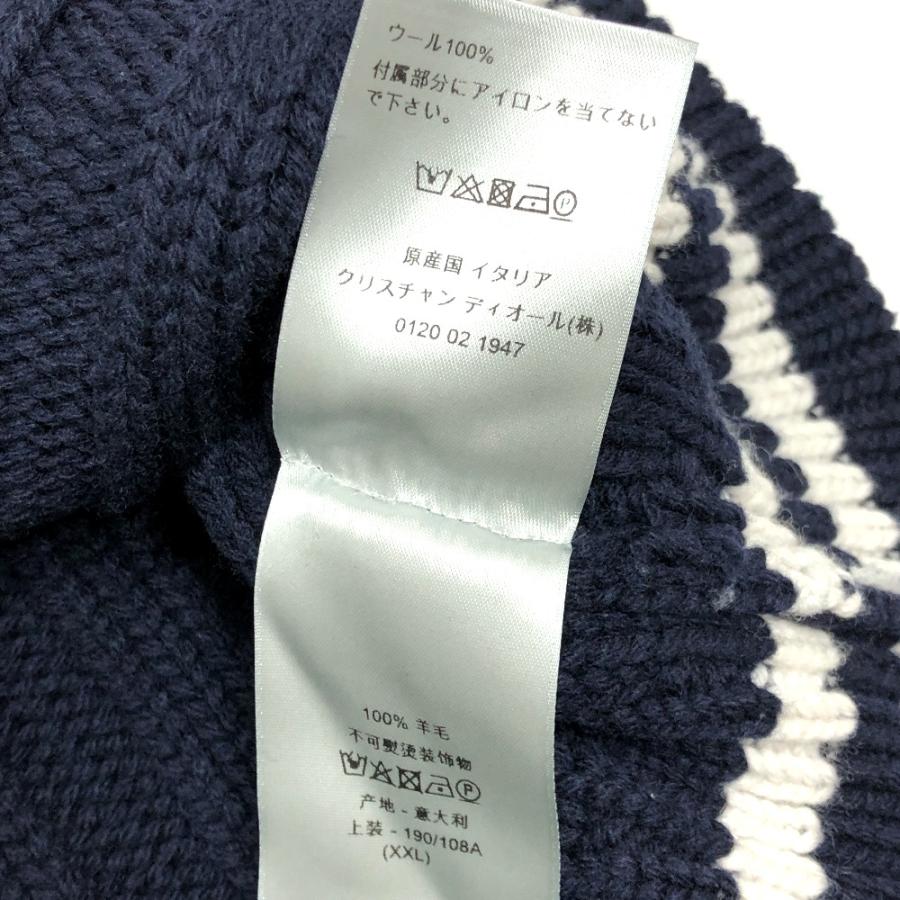 ウール100%
付属部分にアイロンを当てない
で下さい。
P
原産国 イタリア
クリスチャン ディオール(株)
0120 02 1947
100% 羊毛
不可熨烫装饰物
P
产地 - 意大利
上装 - 190/108A
(XXL)